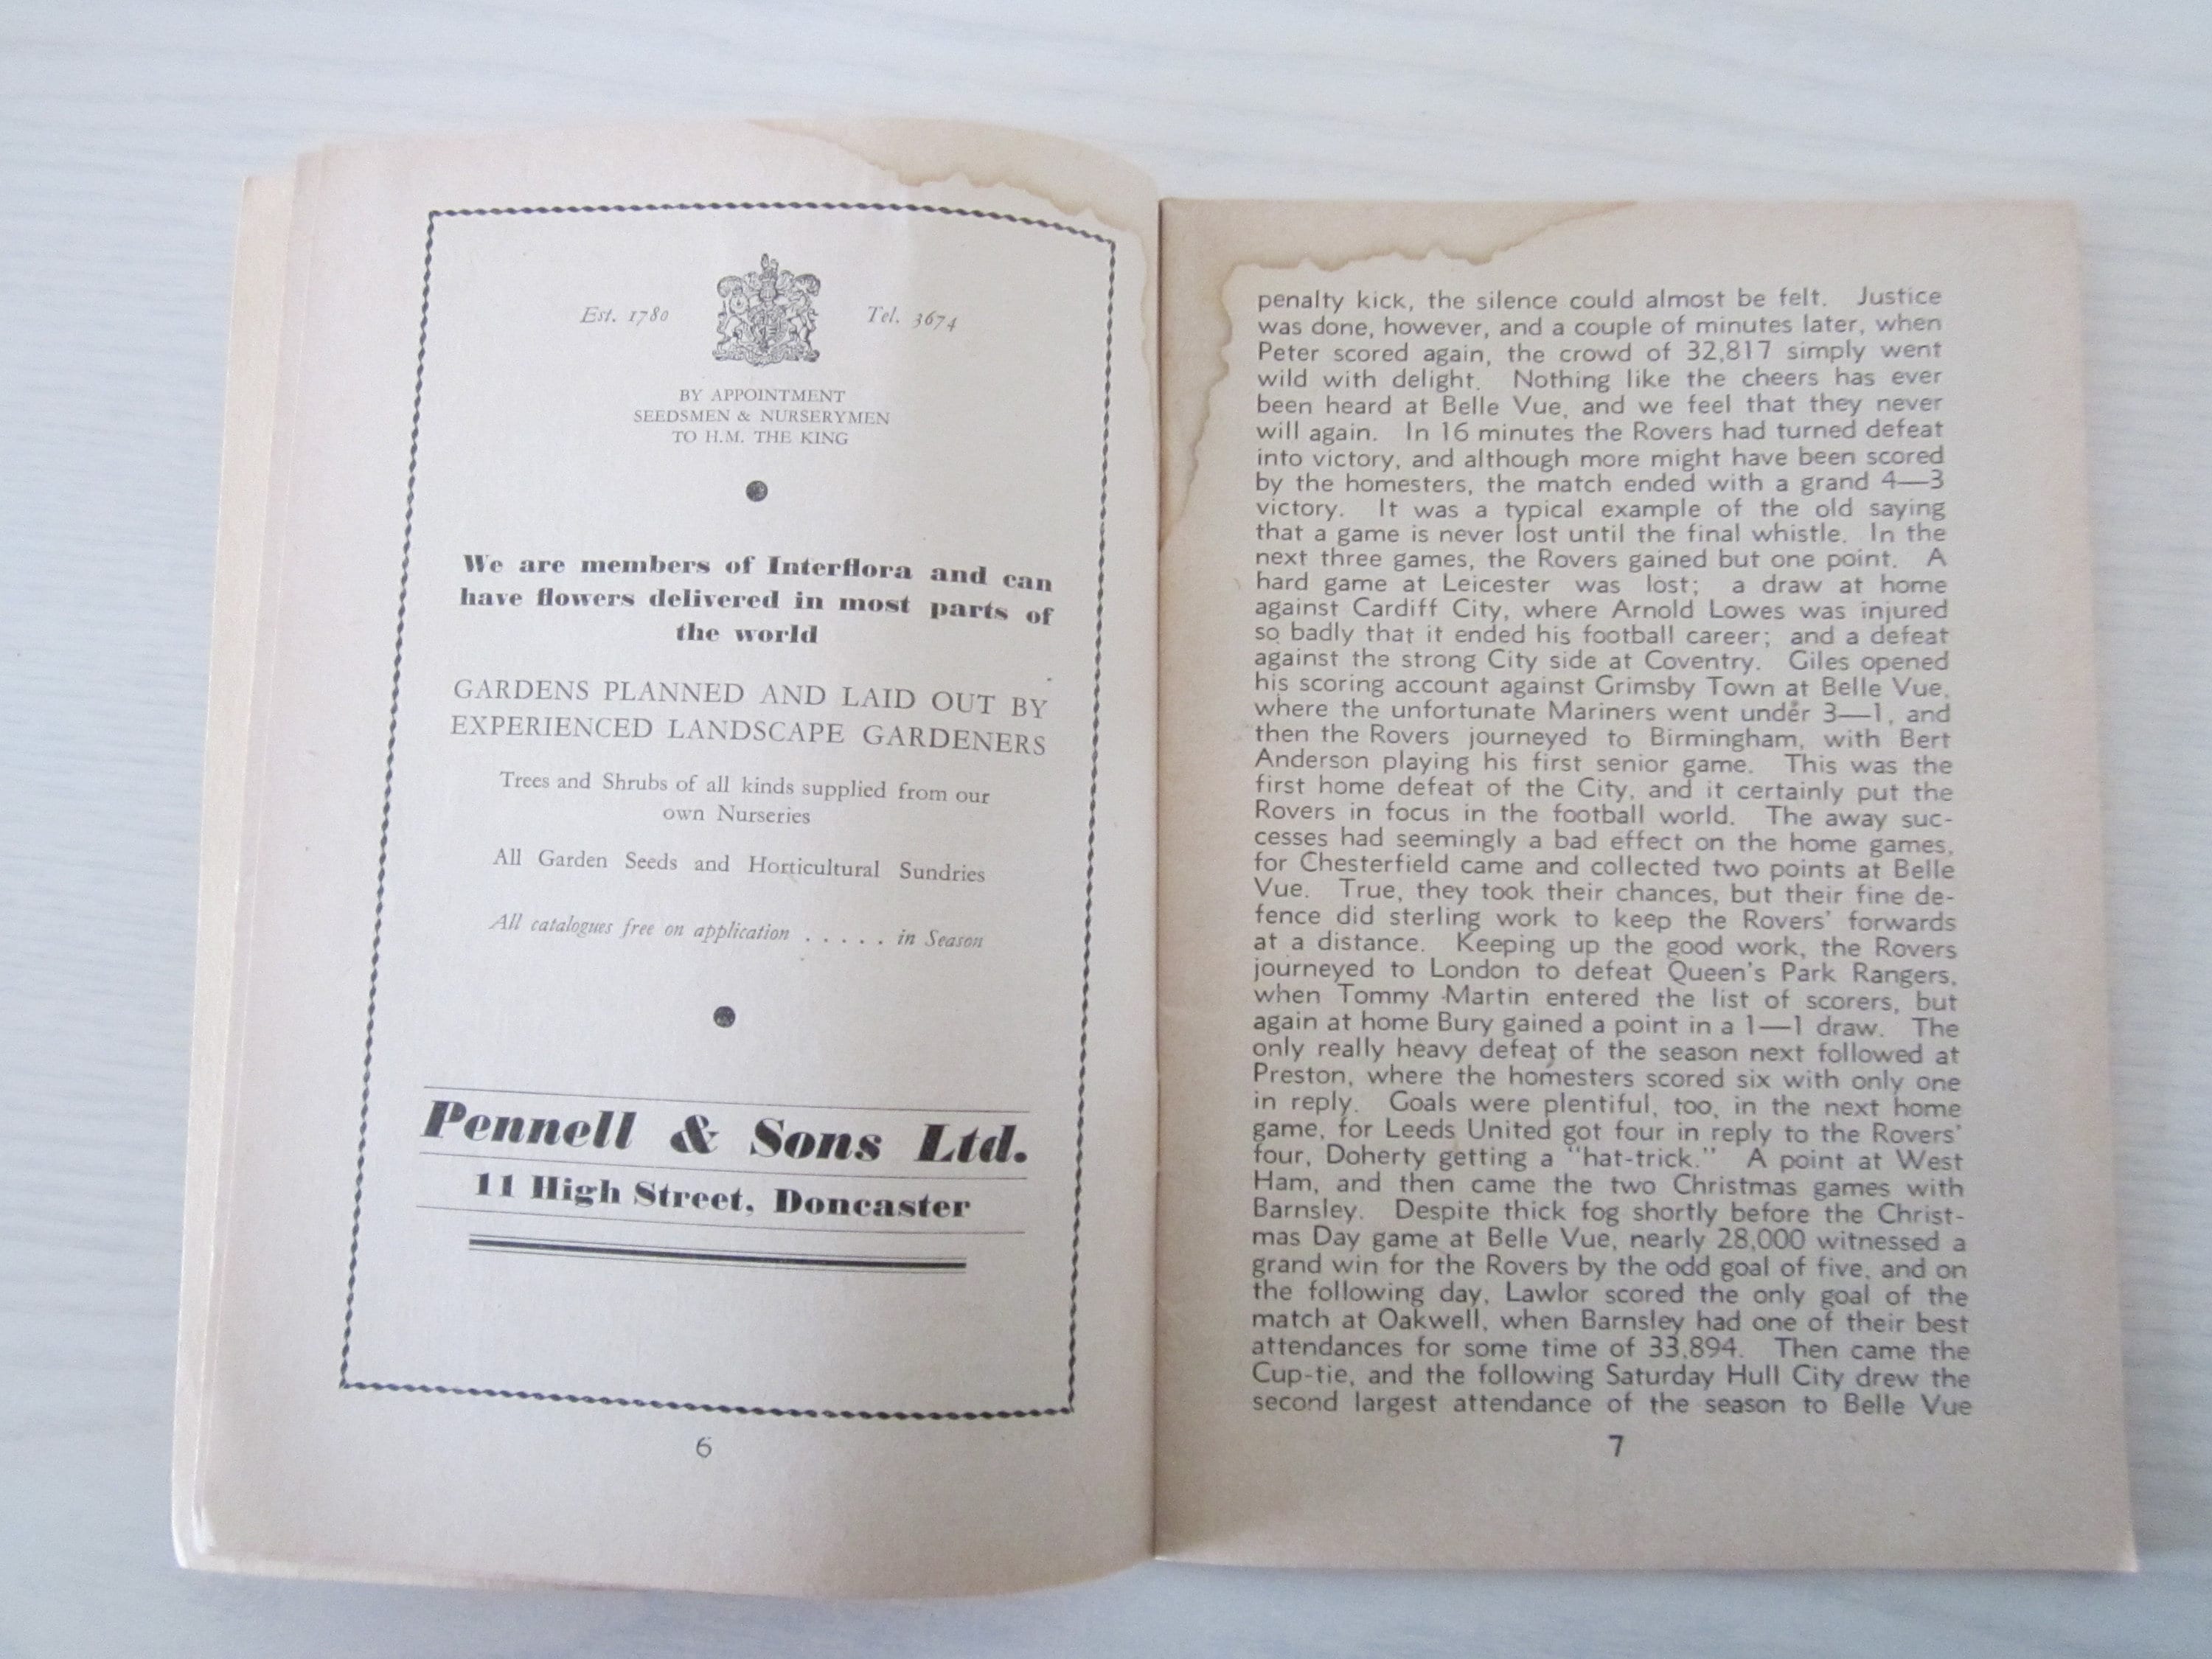 Est. 1780
Tel. 3674
BY APPOINTMENT
SEEDSMEN & NURSERYMEN
TO H.M. THE KING
We are members of Interflora and can
have flowers delivered in most parts of
the world
GARDENS PLANNED AND LAID OUT BY
EXPERIENCED LANDSCAPE GARDENERS
Trees and Shrubs of all kinds supplied from our
own Nurseries
All Garden Seeds and Horticultural Sundries
All catalogues free on application . . . . . in Season
Pennell & Sons Ltd.
11 High Street, Doncaster
6
penalty kick, the silence could almost be felt. Justice
was done, however, and a couple of minutes later, when
Peter scored again, the crowd of 32,817 simply went
wild with delight. Nothing like the cheers has ever
been heard at Belle Vue, and we feel that they never
will again. In 16 minutes the Rovers had turned defeat
into victory, and although more might have been scored
by the homesters, the match ended with a grand 4—3
victory. It was a typical example of the old saying
that a game is never lost until the final whistle. In the
next three games, the Rovers gained but one point. A
hard game at Leicester was lost; a draw at home
against Cardiff City, where Arnold Lowes was injured
so badly that it ended his football career; and a defeat
against the strong City side at Coventry. Giles opened
his scoring account against Grimsby Town at Belle Vue,
where the unfortunate Mariners went under 3—1, and
then the Rovers journeyed to Birmingham, with Bert
Anderson playing his first senior game. This was the
first home defeat of the City, and it certainly put the
Rovers in focus in the football world. The away suc-
cesses had seemingly a bad effect on the home games,
for Chesterfield came and collected two points at Belle
Vue. True, they took their chances, but their fine de-
fence did sterling work to keep the Rovers' forwards
at a distance. Keeping up the good work, the Rovers
journeyed to London to defeat Queen's Park Rangers,
when Tommy Martin entered the list of scorers, but
again at home Bury gained a point in a 1—1 draw. The
only really heavy defeat of the season next followed at
Preston, where the homesters scored six with only one
in reply. Goals were plentiful, too, in the next home
game, for Leeds United got four in reply to the Rovers'
four, Doherty getting a "hat-trick." A point at West
Ham, and then came the two Christmas games with
Barnsley. Despite thick fog shortly before the Christ-
mas Day game at Belle Vue, nearly 28,000 witnessed a
grand win for the Rovers by the odd goal of five, and on
the following day, Lawlor scored the only goal of the
match at Oakwell, when Barnsley had one of their best
attendances for some time of 33,894. Then came the
Cup-tie, and the following Saturday Hull City drew the
second largest attendance of the season to Belle Vue
7